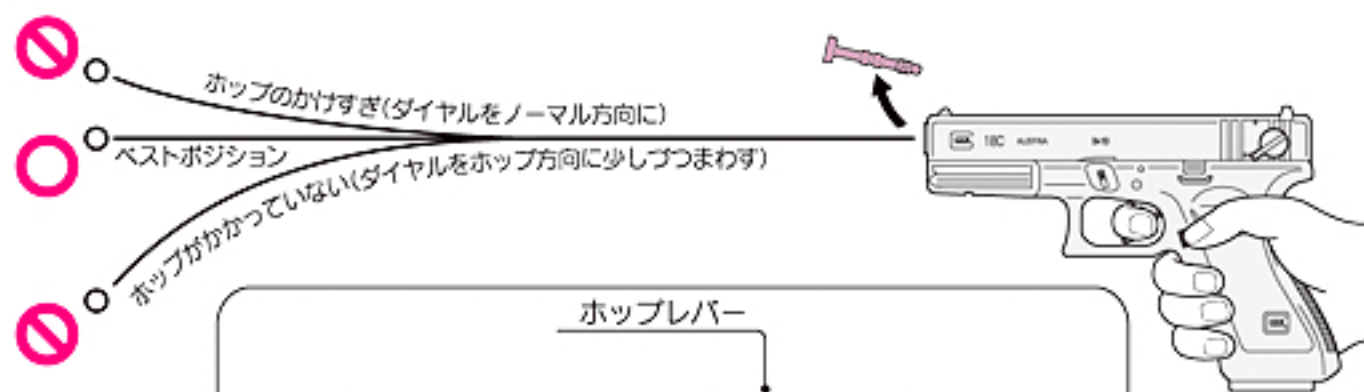 ホップのかけすぎ(ダイヤルをノーマル方向に)
ベストポジション
ホップがかかっていない(ダイヤルをホップ方向に少しづつまわす)
18C AUSTRIA 9x19
ホップレバー